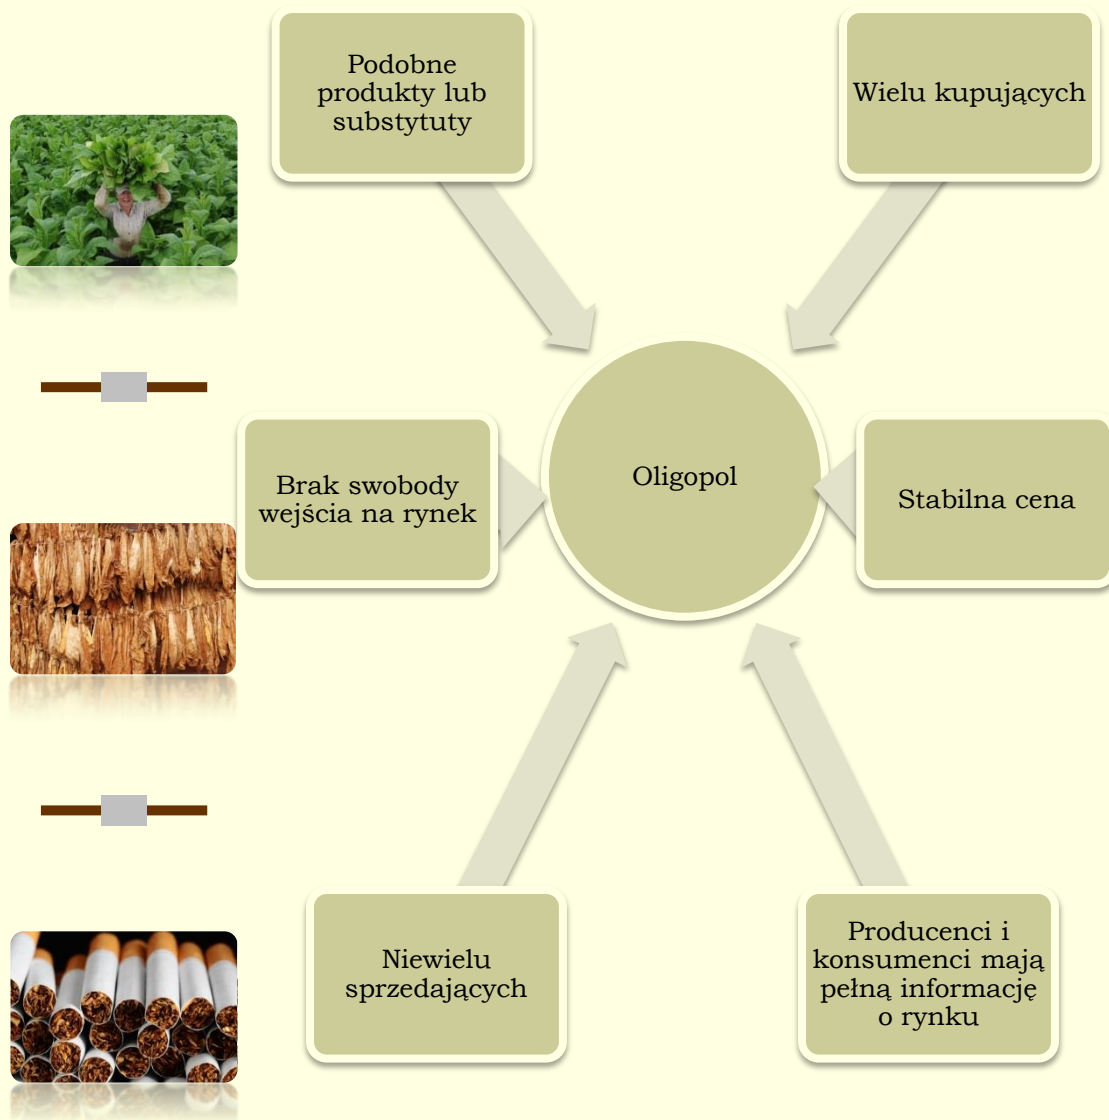 Podobne
produkty lub
substytuty
Wielu kupujących
Brak swobody
wejścia na rynek
Oligopol
Stabilna cena
Niewielu
sprzedających
Producenci i
konsumenci mają
pełną informację
o rynku